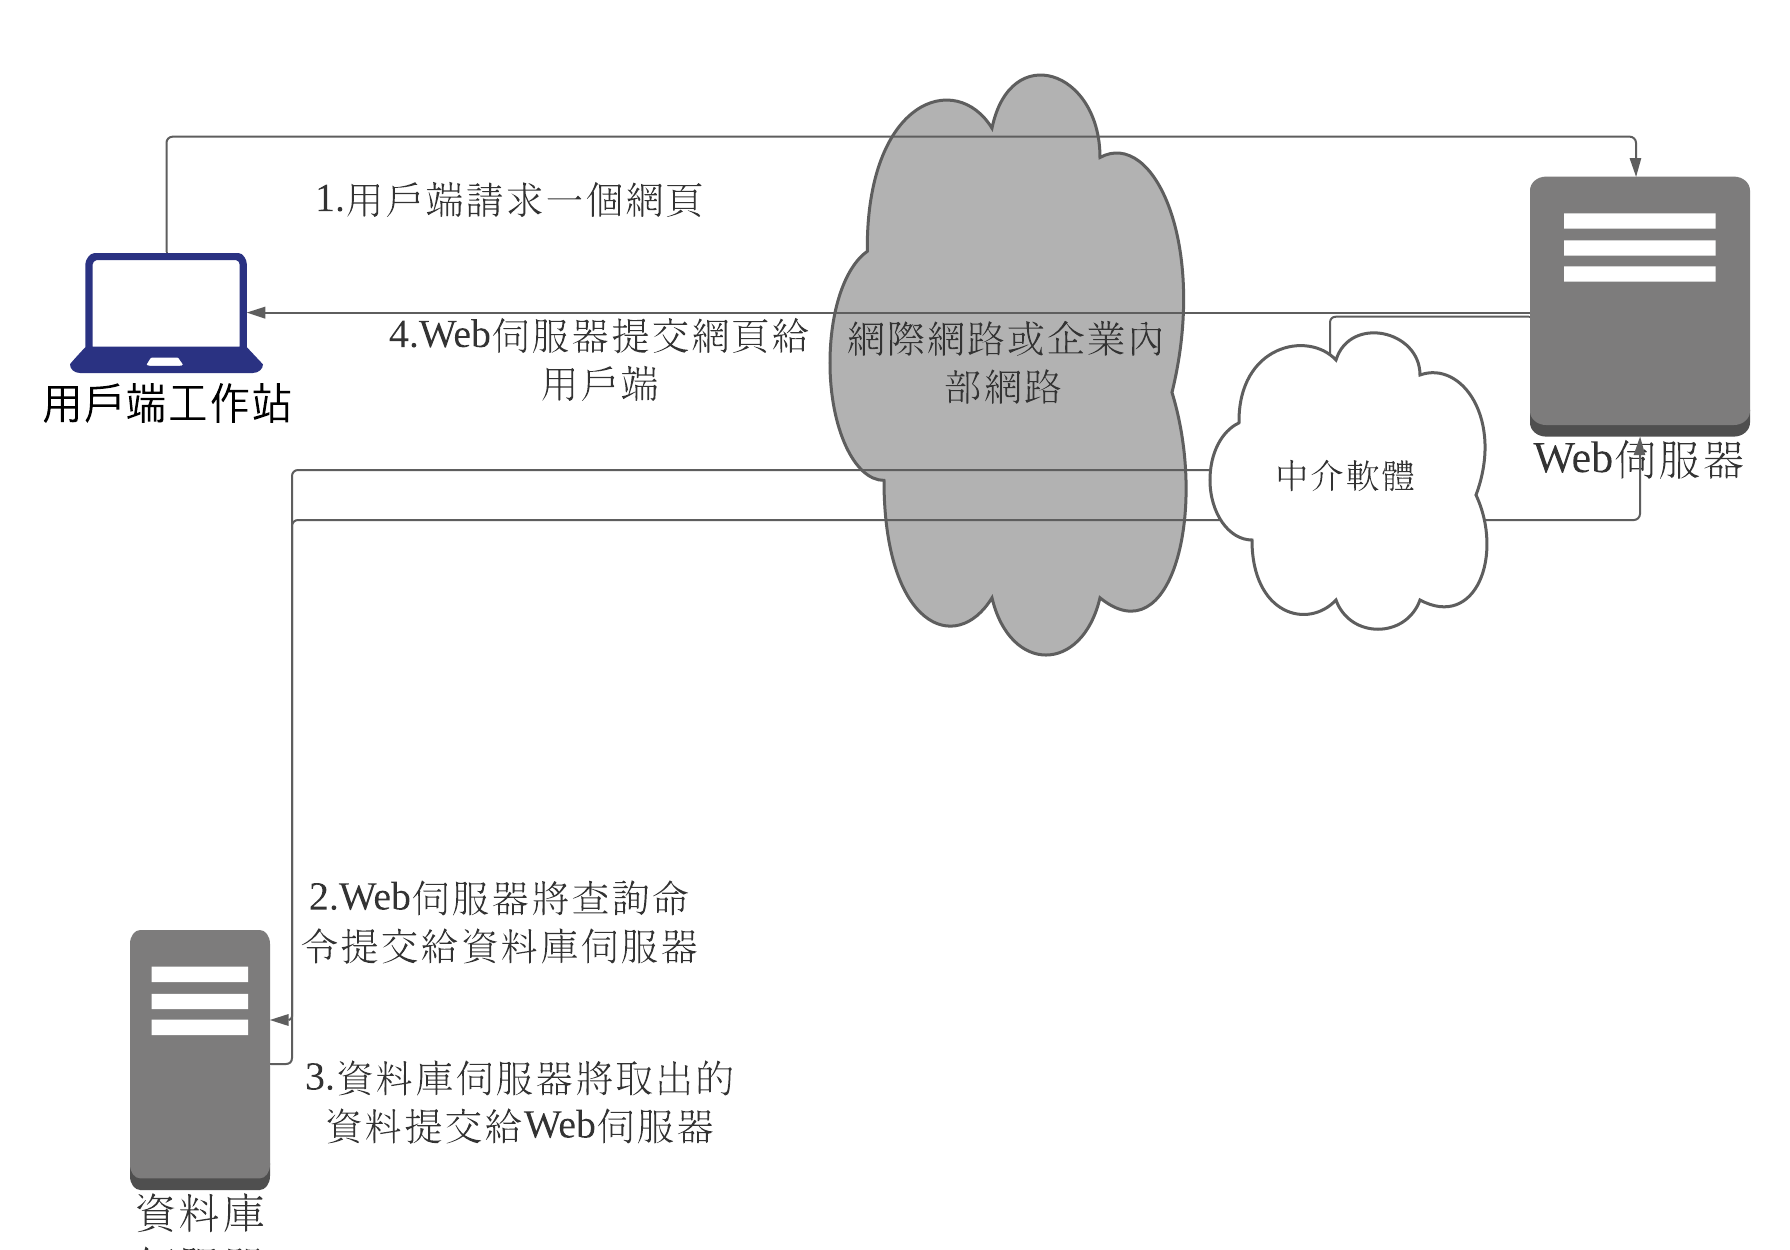 1.用戶端請求一個網頁
4.Web伺服器提交網頁給
用戶端
網際網路或企業內
部網路
用戶端工作站
中介軟體
Web伺服器
2.Web伺服器將查詢命
令提交給資料庫伺服器
3.資料庫伺服器將取出的
資料提交給Web伺服器
資料庫